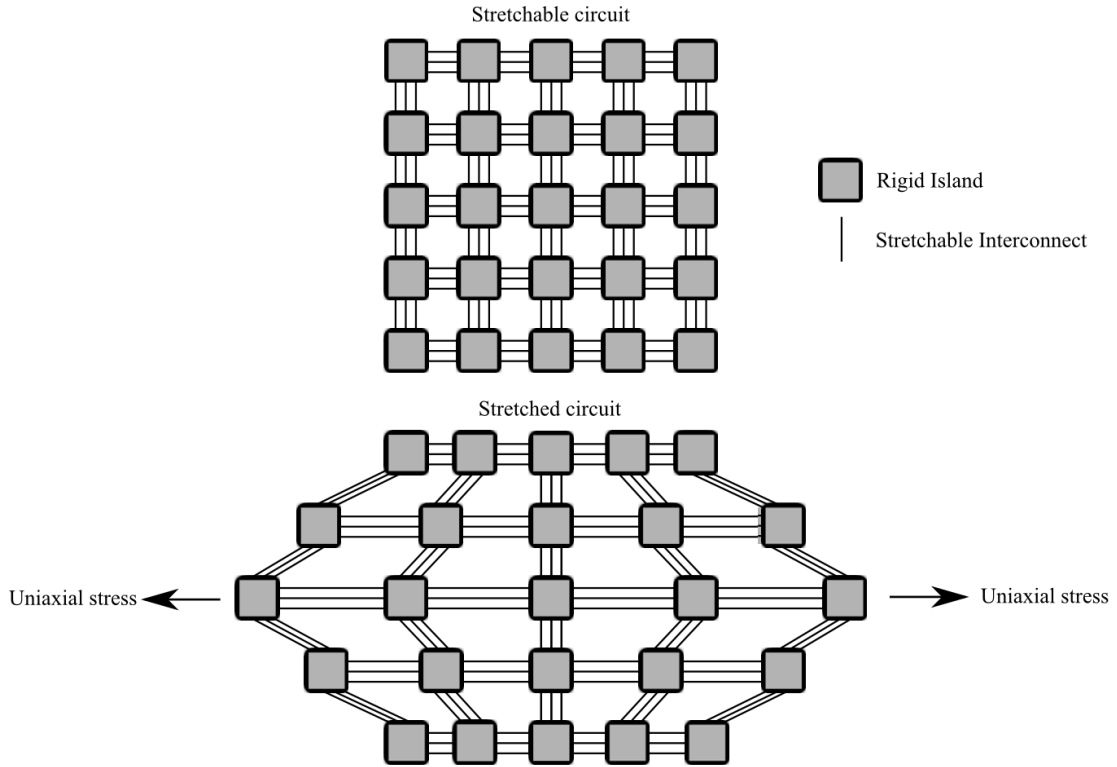 Stretchable circuit
Rigid Island
Stretchable Interconnect
Stretched circuit
Uniaxial stress
Uniaxial stress